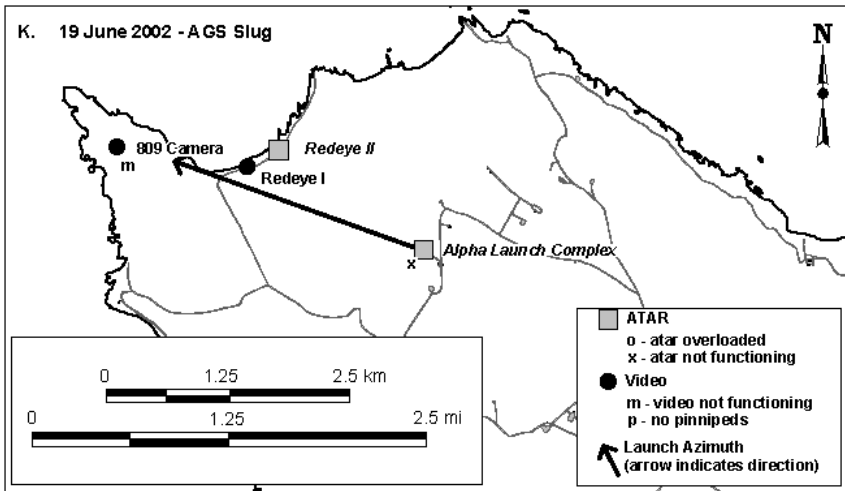 K. 19 June 2002 - AGS Slug
N
809 Camera
m
Redeye II
Redeye I
Alpha Launch Complex
x
ATAR
o - atar overloaded
x - atar not functioning
Video
m - video not functioning
p - no pinnipeds
Launch Azimuth
(arrow indicates direction)
0 1.25 2.5 km
0 1.25 2.5 mi